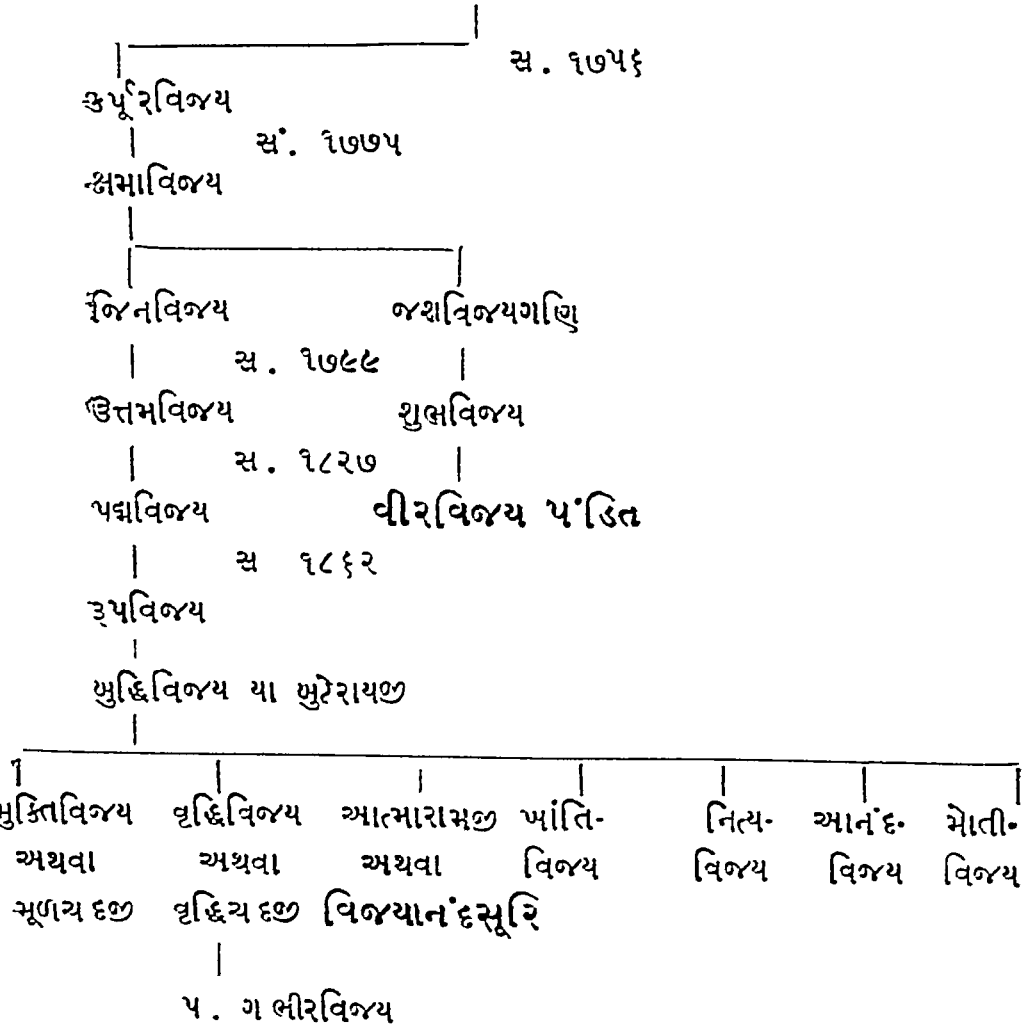 સ. ૧૭૫૬
કર્પૂરવિજય
સં. ૧૭૭૫
ક્ષમાવિજય
જિનવિજય જશવિજયગણિ
સ. ૧૭૯૯
ઉત્તમવિજય શુભવિજય
સ. ૧૮૨૭
પદ્મવિજય વીરવિજય પંડિત
સ ૧૮૬૨
રૂપવિજય
બુદ્ધિવિજય યા બુટેરાયજી
મુક્તિવિજય વૃદ્ધિવિજય આત્મારામજી ખાંતિ- નિત્ય- આનંદ- મોતી-
અથવા અથવા અથવા વિજય વિજય વિજય વિજય
મૂળચ દજી વૃદ્ધિચ દજી વિજયાનંદસૂરિ
પ. ગ ભીરવિજય